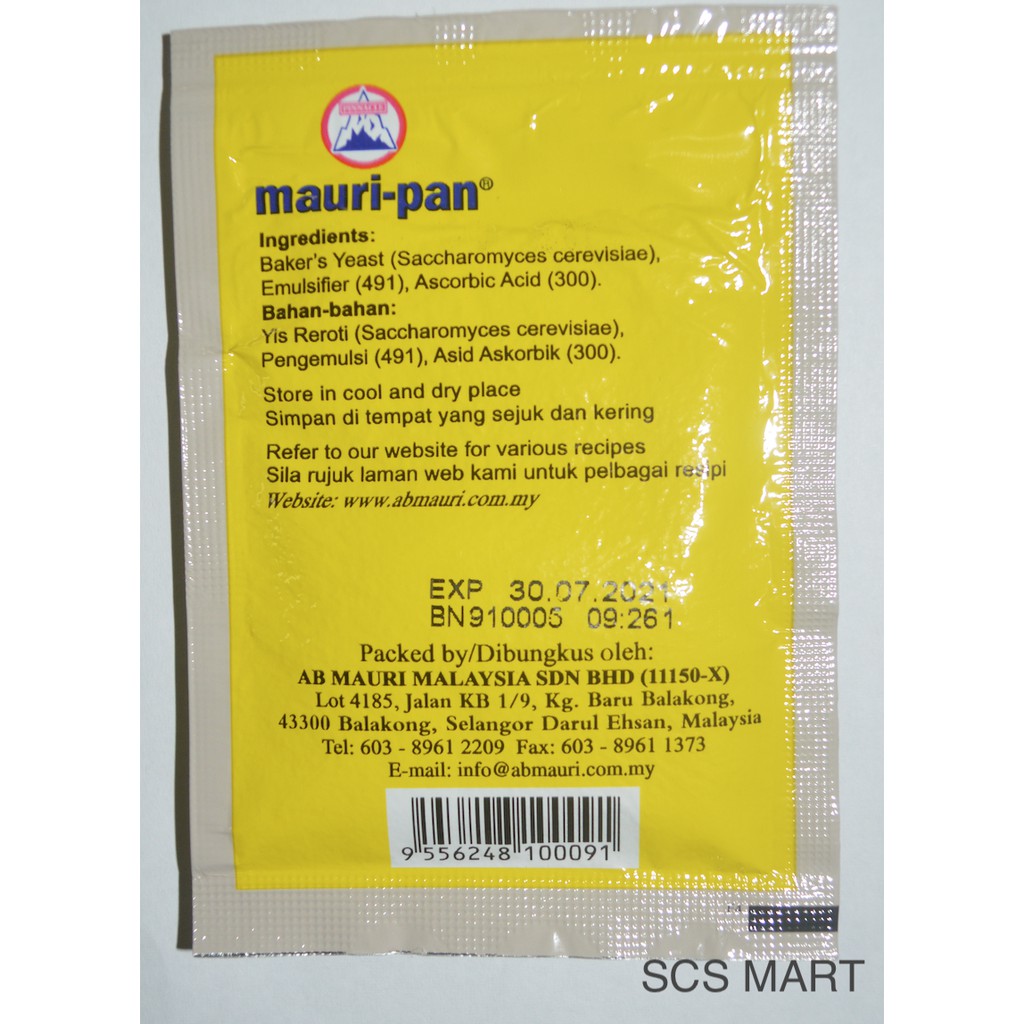 PINNACLE
mauri-pan®
Ingredients:
Baker's Yeast (Saccharomyces cerevisiae),
Emulsifier (491), Ascorbic Acid (300).
Bahan-bahan:
Yis Reroti (Saccharomyces cerevisiae),
Pengemulsi (491), Asid Askorbik (300).
Store in cool and dry place
Simpan di tempat yang sejuk dan kering
Refer to our website for various recipes
Sila rujuk laman web kami untuk pelbagai resipi
Website: www.abmauri.com.my
EXP 30.07.2021
BN910005 09:261
Packed by/Dibungkus oleh:
AB MAURI MALAYSIA SDN BHD (11150-X)
Lot 4185, Jalan KB 1/9, Kg. Baru Balakong,
43300 Balakong, Selangor Darul Ehsan, Malaysia
Tel: 603 - 8961 2209 Fax: 603 - 8961 1373
E-mail: info@abmauri.com.my
9 556248 100091
SCS MART